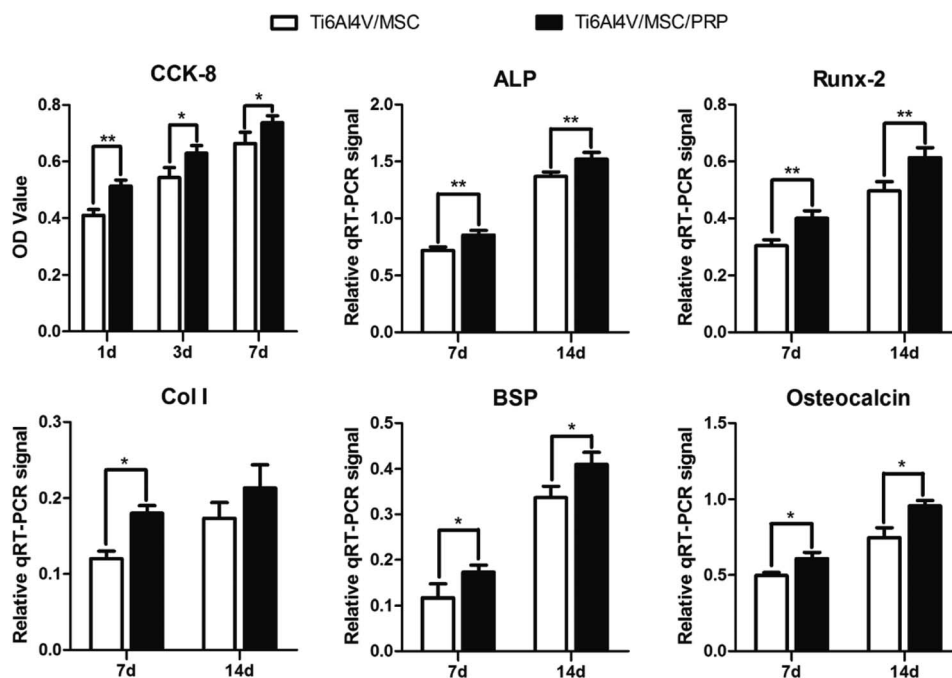 Ti6Al4V/MSC
Ti6Al4V/MSC/PRP
CCK-8
OD Value
0.8
0.6
0.4
0.2
0.0
**
*
*
1d
3d
7d
ALP
Relative qRT-PCR signal
2.0
1.5
1.0
0.5
0.0
**
**
7d
14d
Runx-2
Relative qRT-PCR signal
0.8
0.6
0.4
0.2
0.0
**
**
7d
14d
Col I
Relative qRT-PCR signal
0.3
0.2
0.1
0.0
*
7d
14d
BSP
Relative qRT-PCR signal
0.5
0.4
0.3
0.2
0.1
0.0
*
*
7d
14d
Osteocalcin
Relative qRT-PCR signal
1.5
1.0
0.5
0.0
*
*
7d
14d